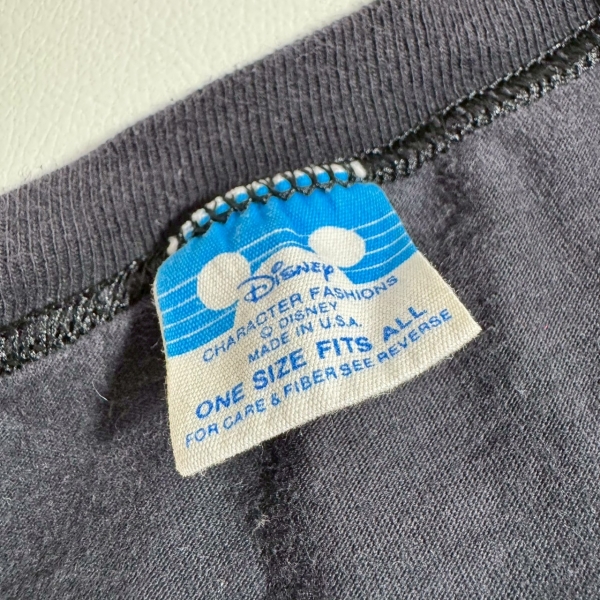 Disney
CHARACTER FASHIONS
© DISNEY
MADE IN U.S.A.
ONE SIZE FITS ALL
FOR CARE & FIBER SEE REVERSE